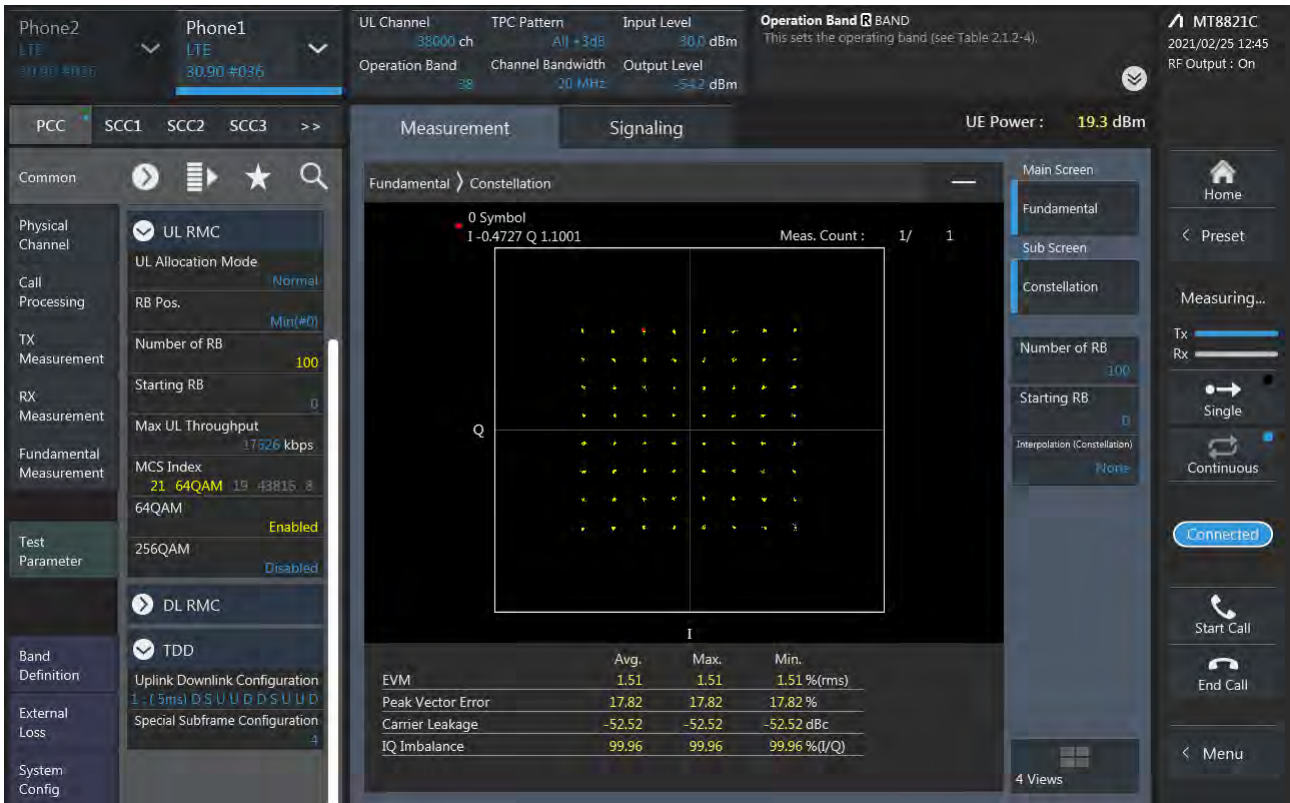 Phone2
LTE
30.90 #036
Phone1
LTE
30.90 #036
UL Channel
38000 ch
TPC Pattern
All +3dB
Input Level
30.0 dBm
Operation Band
38
Channel Bandwidth
20 MHz
Output Level
-54.2 dBm
Operation Band R BAND
This sets the operating band (see Table 2.1.2-4).
MT8821C
2021/02/25 12:45
RF Output : On
PCC
SCC1
SCC2
SCC3
>>
Measurement
Signaling
UE Power : 19.3 dBm
Common
Physical
Channel
Call
Processing
TX
Measurement
RX
Measurement
Fundamental
Measurement
Test
Parameter
Band
Definition
External
Loss
System
Config
UL RMC
UL Allocation Mode
Normal
RB Pos.
Min(#0)
Number of RB
100
Starting RB
0
Max UL Throughput
17526 kbps
MCS Index
21 64QAM 19 43816 8
64QAM
Enabled
256QAM
Disabled
DL RMC
TDD
Uplink Downlink Configuration
1 : ( 5ms) D S U U D D S U U D
Special Subframe Configuration
4
Fundamental 〉 Constellation
0 Symbol
I -0.4727 Q 1.1001
Meas. Count : 1/ 1
Q
I
Avg. Max. Min.
EVM 1.51 1.51 1.51 %(rms)
Peak Vector Error 17.82 17.82 17.82 %
Carrier Leakage -52.52 -52.52 -52.52 dBc
IQ Imbalance 99.96 99.96 99.96 %(I/Q)
Main Screen
Fundamental
Sub Screen
Constellation
Number of RB
100
Starting RB
0
Interpolation (Constellation)
None
4 Views
Home
< Preset
Measuring...
Tx
Rx
Single
Continuous
Connected
Start Call
End Call
< Menu